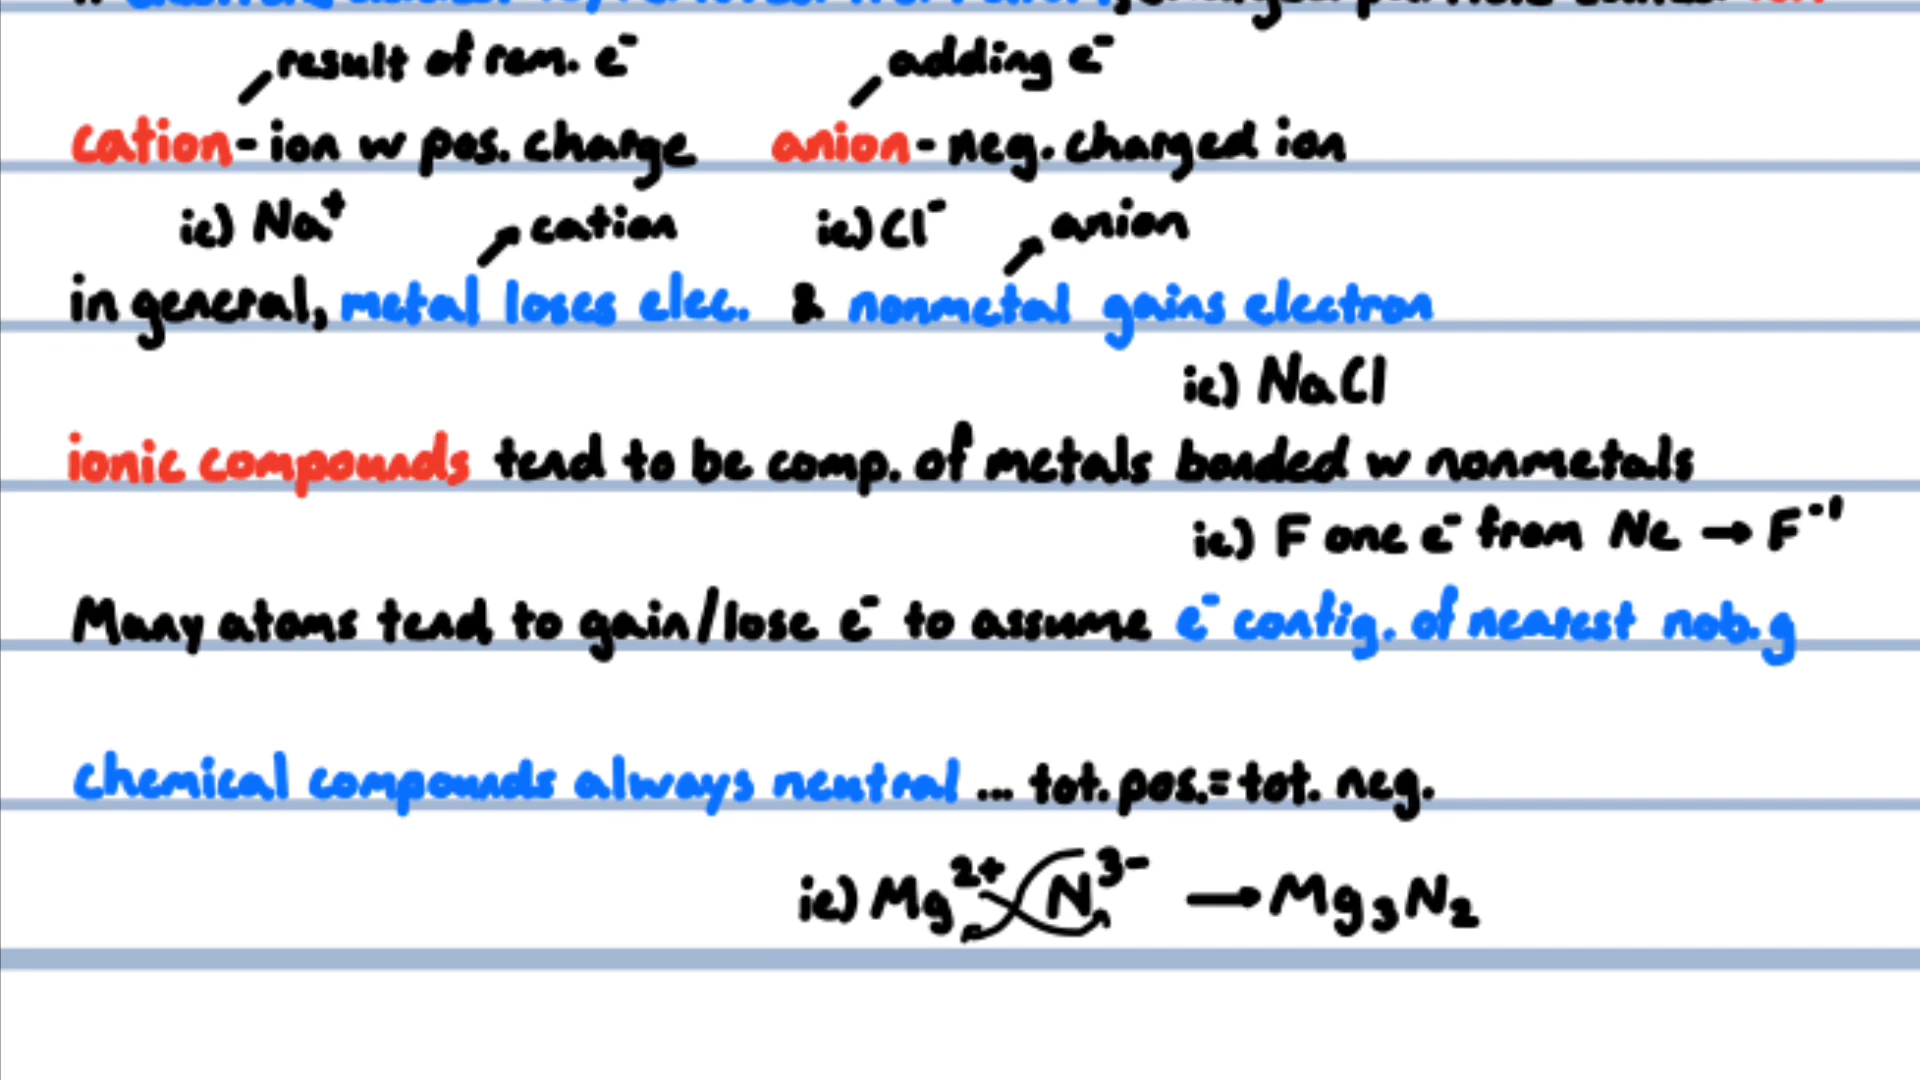 result of rem. e⁻ adding e⁻
cation - ion w pos. charge anion - neg. charged ion
ie) Na⁺ cation ie) Cl⁻ anion
in general, metal loses elec. & nonmetal gains electron
ie) NaCl
ionic compounds tend to be comp. of metals bonded w nonmetals
ie) F one e⁻ from Ne → F⁻¹
Many atoms tend to gain/lose e⁻ to assume e⁻ config. of nearest nob. g
chemical compounds always neutral ... tot. pos. = tot. neg.
ie) Mg²⁺ N³⁻ → Mg₃N₂